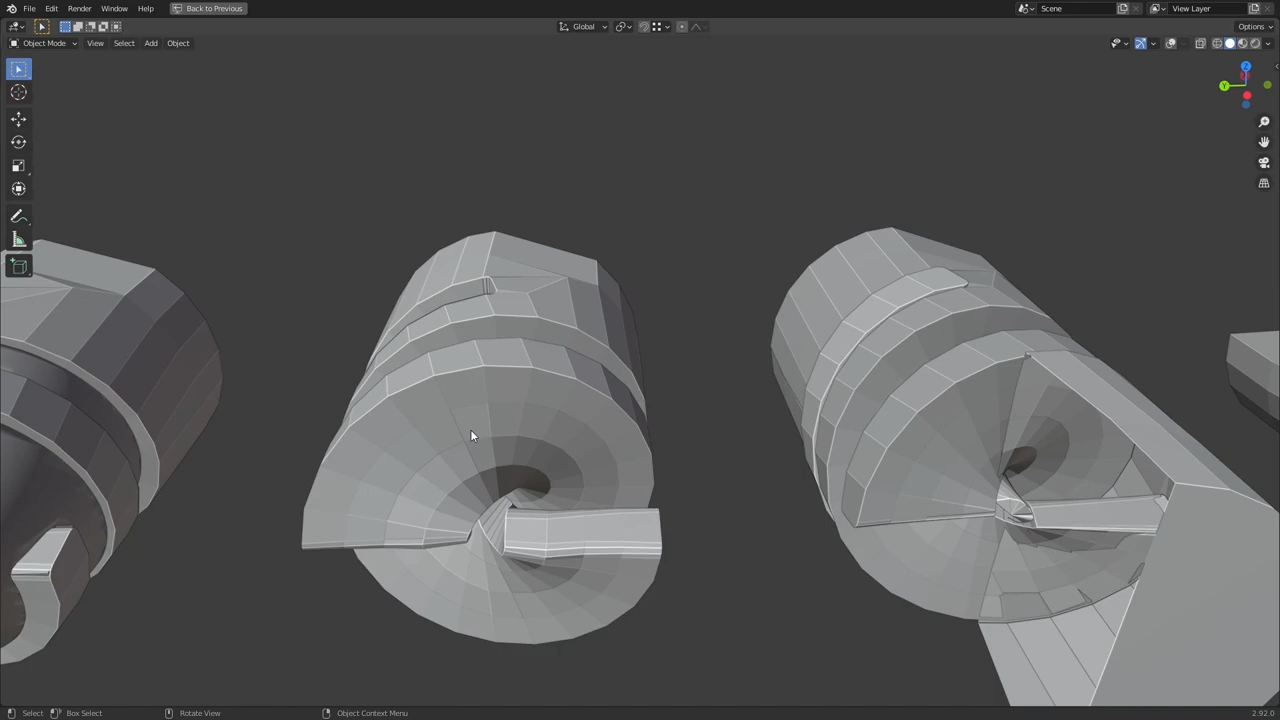 File Edit Render Window Help Back to Previous Scene View Layer
Global Options
Object Mode View Select Add Object
Z
Y
Select Box Select Rotate View Object Context Menu 2.92.0